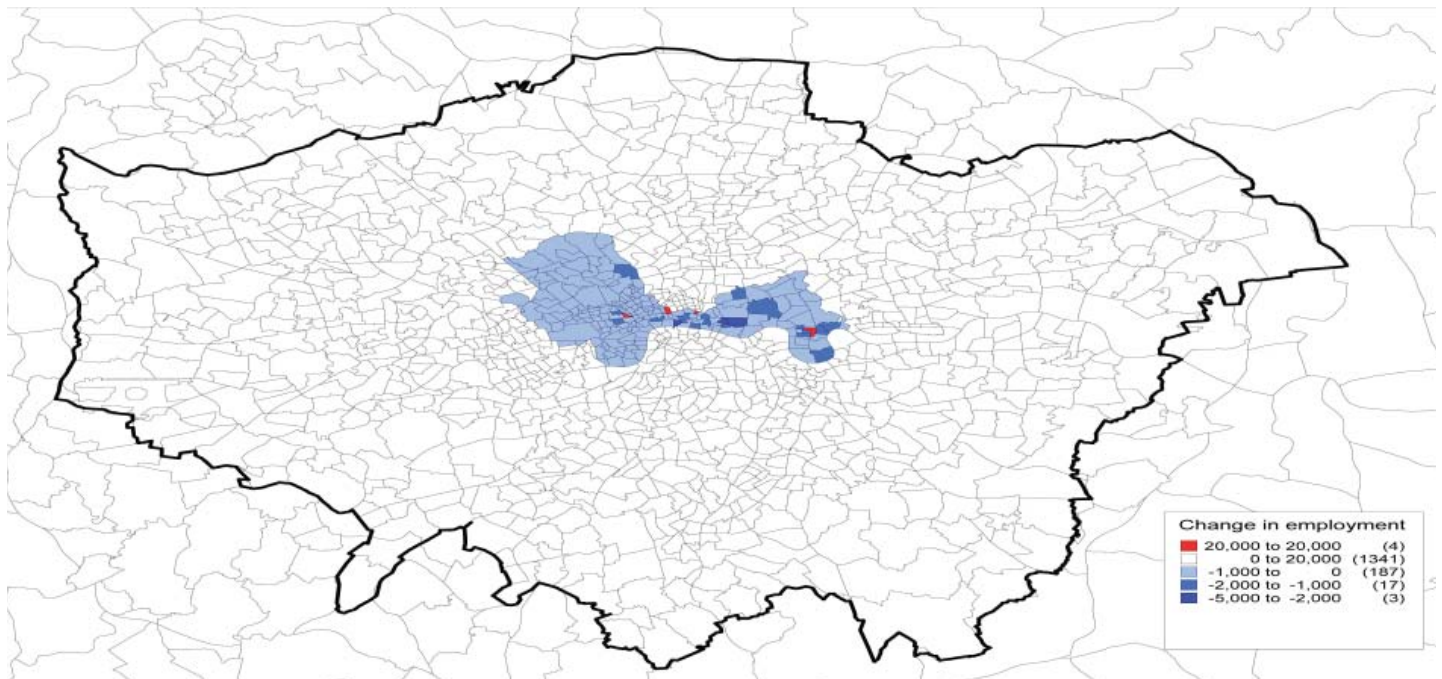 Change in employment
20,000 to 20,000 (4)
0 to 20,000 (1341)
-1,000 to 0 (187)
-2,000 to -1,000 (17)
-5,000 to -2,000 (3)